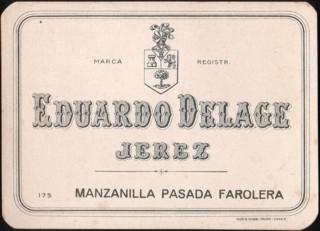 MARCA REGISTR.
EDUARDO DELAGE
JEREZ
175 MANZANILLA PASADA FAROLERA